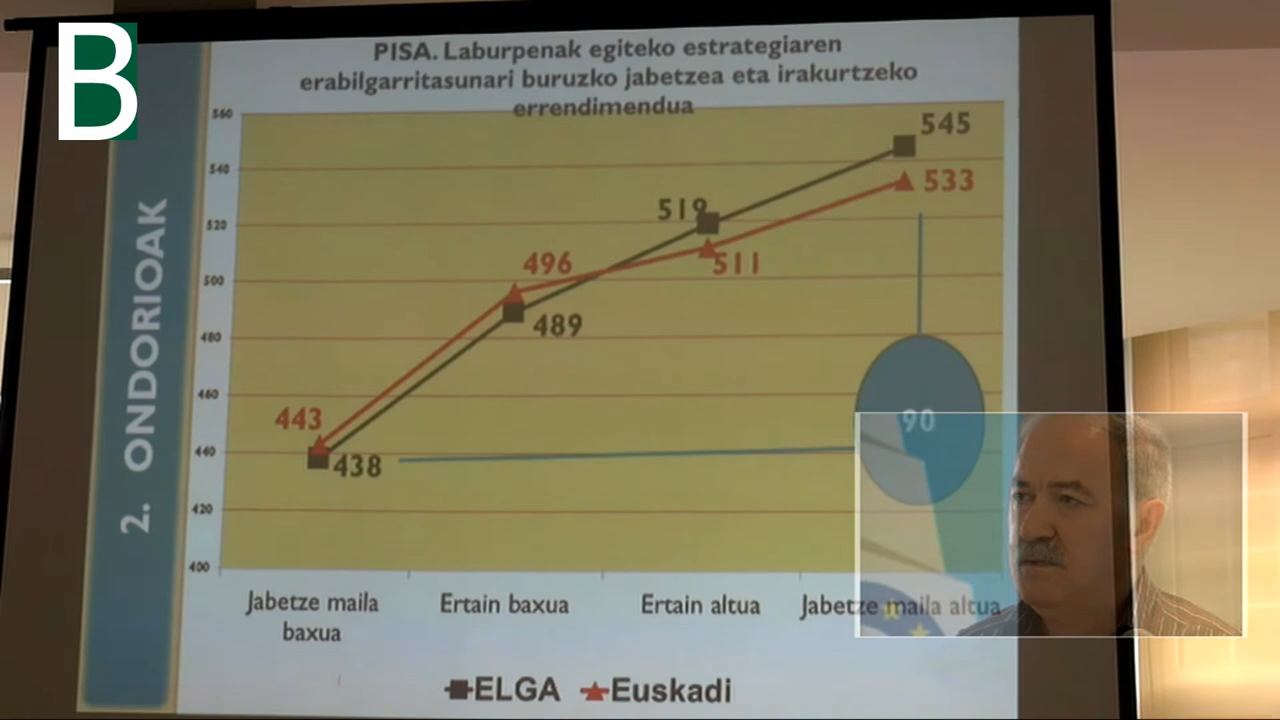 B
PISA. Laburpenak egiteko estrategiaren
erabilgarritasunari buruzko jabetzea eta irakurtzeko
errendimendua
2. ONDORIOAK
560
540
520
500
480
460
440
420
400
545
533
519
511
496
489
443
438
90
Jabetze maila
baxua
Ertain baxua
Ertain altua
Jabetze maila altua
ELGA
Euskadi